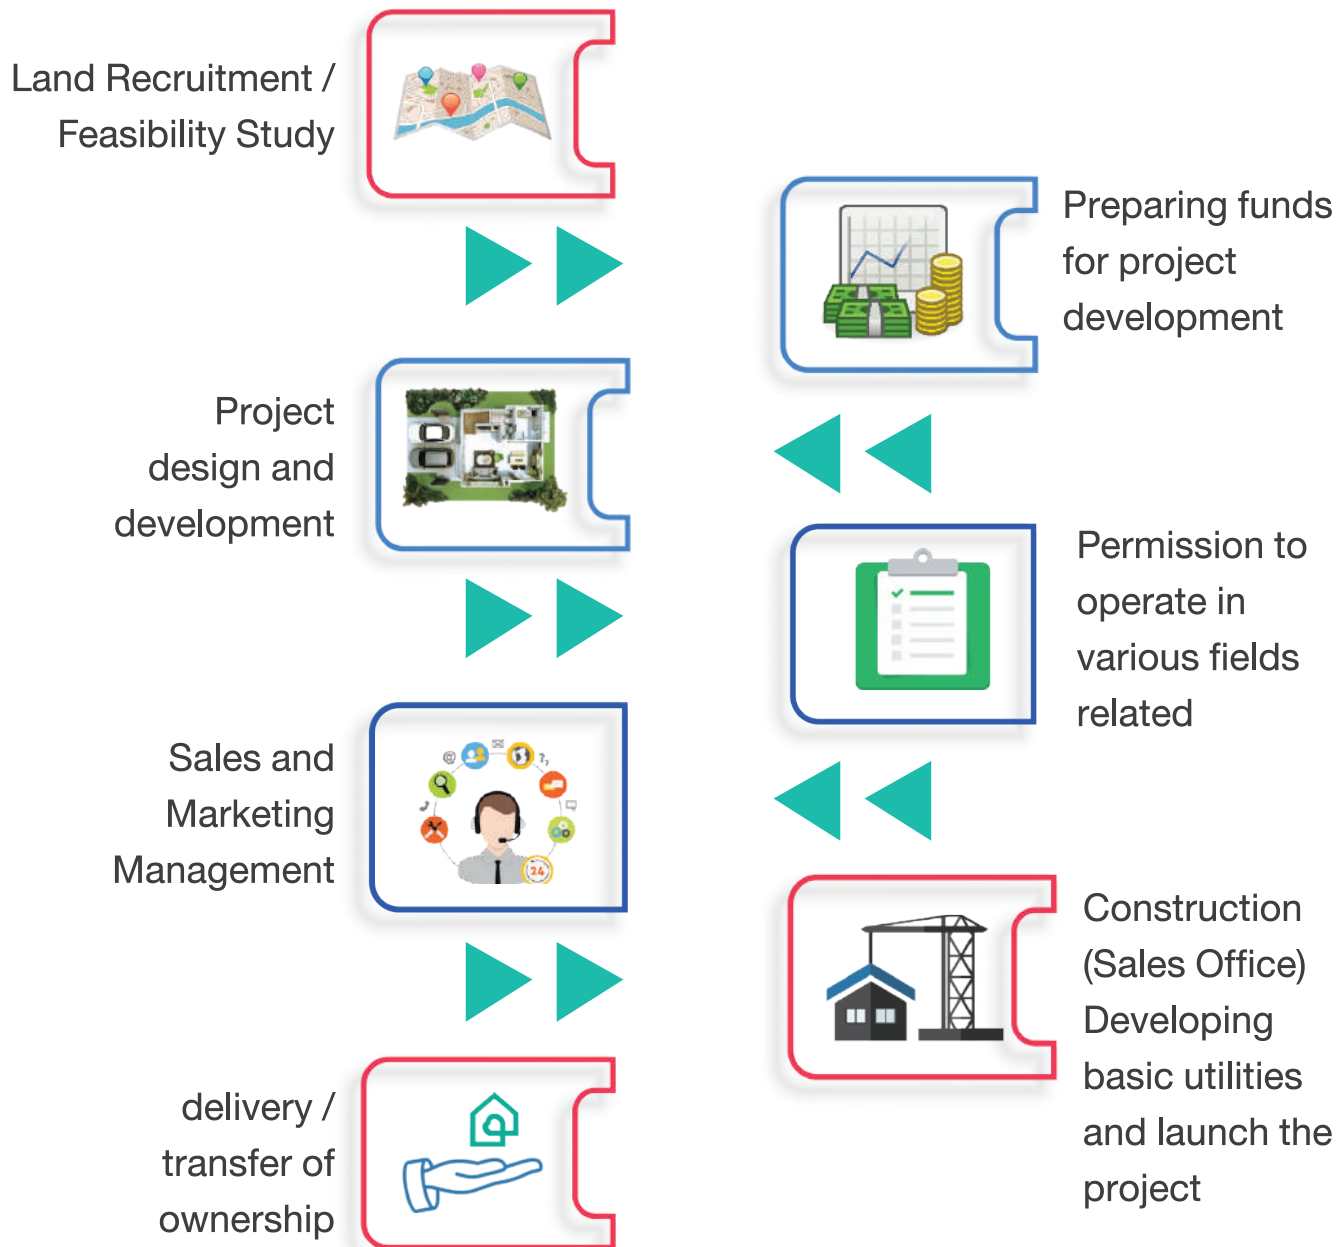 Land Recruitment /
Feasibility Study
Preparing funds
for project
development
Project
design and
development
Permission to
operate in
various fields
related
Sales and
Marketing
Management
24
Construction
(Sales Office)
Developing
basic utilities
and launch the
project
delivery /
transfer of
ownership